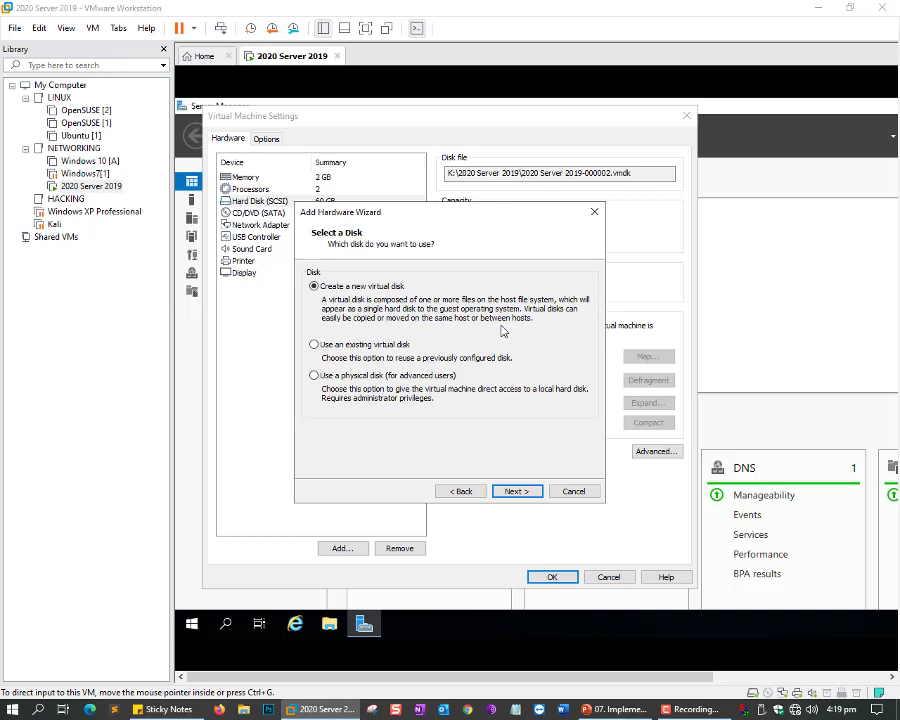 2020 Server 2019 - VMware Workstation
File Edit View VM Tabs Help
Library
Type here to search
My Computer
LINUX
OpenSUSE [2]
OpenSUSE [1]
Ubuntu [1]
NETWORKING
Windows 10 [A]
Windows7[1]
2020 Server 2019
HACKING
Windows XP Professional
Kali
Shared VMs
Home
2020 Server 2019
Virtual Machine Settings
Hardware Options
Device Summary
Memory 2 GB
Processors 2
Hard Disk (SCSI)
CD/DVD (SATA)
Network Adapter
USB Controller
Sound Card
Printer
Display
Disk file
K:\2020 Server 2019\2020 Server 2019-000002.vmdk
Add Hardware Wizard
Select a Disk
Which disk do you want to use?
Disk
Create a new virtual disk
A virtual disk is composed of one or more files on the host file system, which will
appear as a single hard disk to the guest operating system. Virtual disks can
easily be copied or moved on the same host or between hosts.
Use an existing virtual disk
Choose this option to reuse a previously configured disk.
Use a physical disk (for advanced users)
Choose this option to give the virtual machine direct access to a local hard disk.
Requires administrator privileges.
< Back Next > Cancel
machine is
Map...
Defragment
Expand...
Compact
Advanced...
Add... Remove
OK Cancel Help
DNS 1
Manageability
Events
Services
Performance
BPA results
To direct input to this VM, move the mouse pointer inside or press Ctrl+G.
Sticky Notes
2020 Server 2...
07. Impleme...
Recording...
4:19 pm